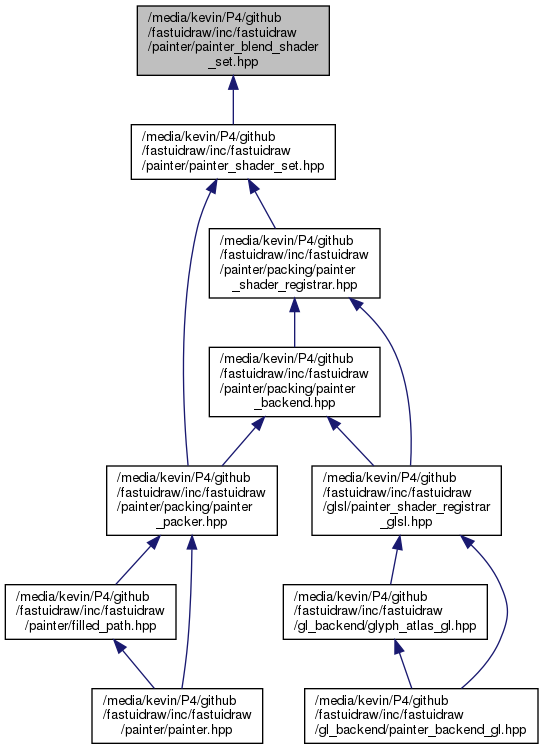 /media/kevin/P4/github
/fastuidraw/inc/fastuidraw
/painter/painter_blend_shader
_set.hpp
/media/kevin/P4/github
/fastuidraw/inc/fastuidraw
/painter/painter_shader_set.hpp
/media/kevin/P4/github
/fastuidraw/inc/fastuidraw
/painter/packing/painter
_shader_registrar.hpp
/media/kevin/P4/github
/fastuidraw/inc/fastuidraw
/painter/packing/painter
_backend.hpp
/media/kevin/P4/github
/fastuidraw/inc/fastuidraw
/painter/packing/painter
_packer.hpp
/media/kevin/P4/github
/fastuidraw/inc/fastuidraw
/glsl/painter_shader_registrar
_glsl.hpp
/media/kevin/P4/github
/fastuidraw/inc/fastuidraw
/painter/filled_path.hpp
/media/kevin/P4/github
/fastuidraw/inc/fastuidraw
/gl_backend/glyph_atlas_gl.hpp
/media/kevin/P4/github
/fastuidraw/inc/fastuidraw
/painter/painter.hpp
/media/kevin/P4/github
/fastuidraw/inc/fastuidraw
/gl_backend/painter_backend_gl.hpp